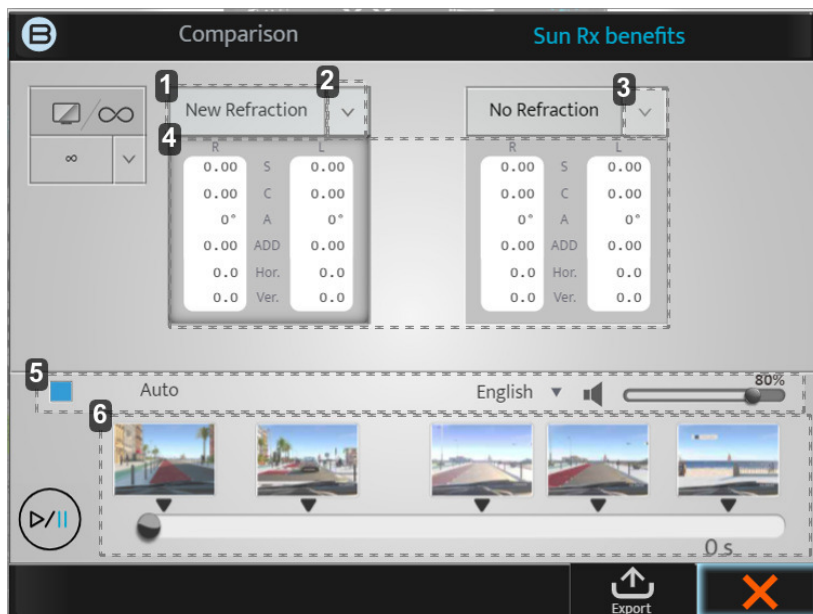 B Comparison Sun Rx benefits
1 2 3
New Refraction No Refraction
∞
4
R L R L
0.00 S 0.00 0.00 S 0.00
0.00 C 0.00 0.00 C 0.00
0° A 0° 0° A 0°
0.00 ADD 0.00 0.00 ADD 0.00
0.0 Hor. 0.0 0.0 Hor. 0.0
0.0 Ver. 0.0 0.0 Ver. 0.0
5
Auto English 80%
6
0 s
Export